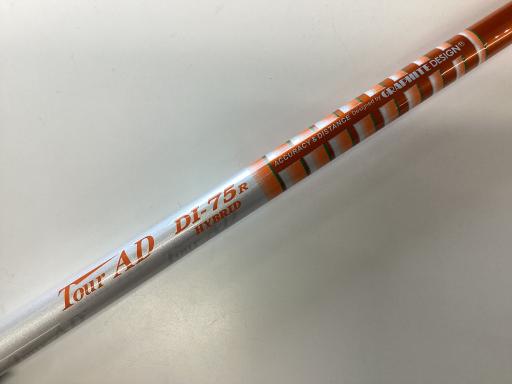 Tour AD DI-75R
HYBRID
ACCURACY & DISTANCE Designed by GRAPHITE DESIGN®